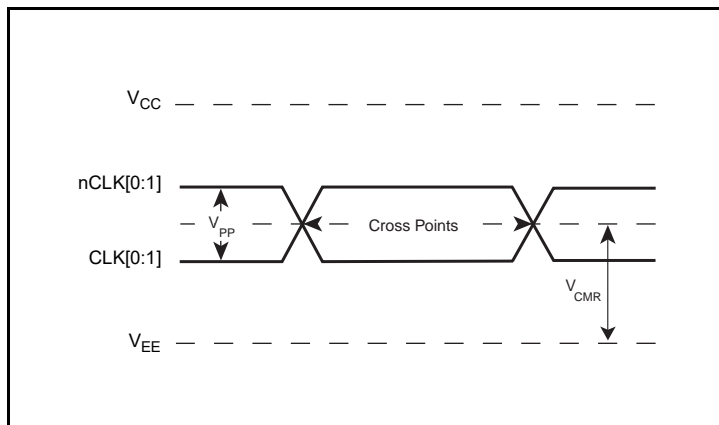 VCC
nCLK[0:1]
VPP
Cross Points
CLK[0:1]
VCMR
VEE